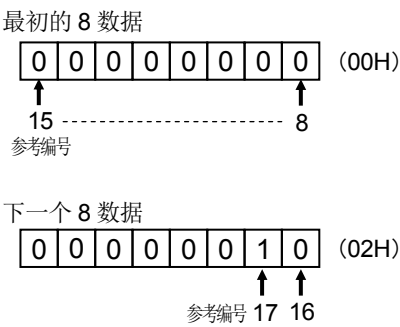 最初的 8 数据
0 0 0 0 0 0 0 0 （00H）
15 ------------------------ 8
参考编号
下一个 8 数据
0 0 0 0 0 0 1 0 （02H）
参考编号 17 16